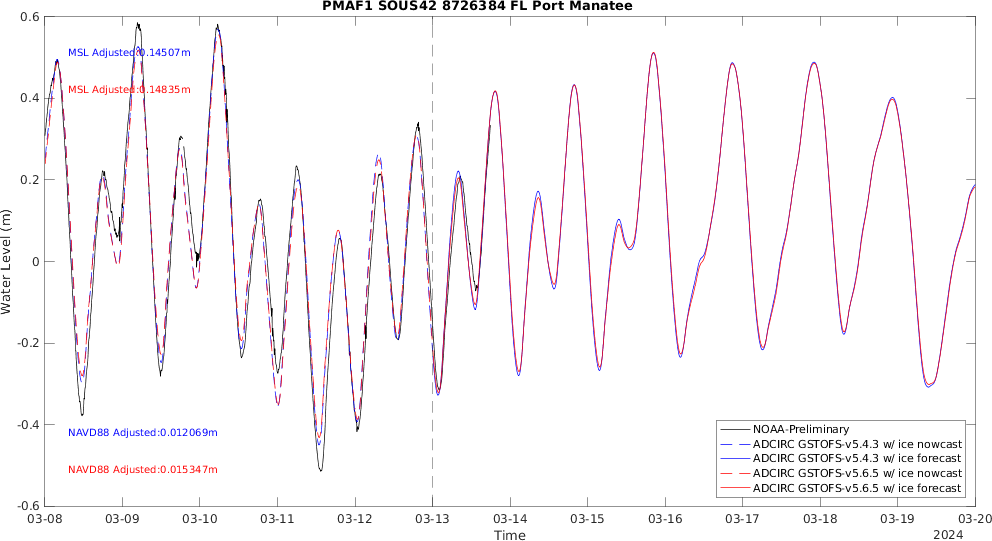 PMAF1 SOUS42 8726384 FL Port Manatee
0.6
0.4
0.2
0
-0.2
-0.4
-0.6
Water Level (m)
MSL Adjusted:0.14507m
MSL Adjusted:0.14835m
NAVD88 Adjusted:0.012069m
NAVD88 Adjusted:0.015347m
NOAA-Preliminary
ADCIRC GSTOFS-v5.4.3 w/ ice nowcast
ADCIRC GSTOFS-v5.4.3 w/ ice forecast
ADCIRC GSTOFS-v5.6.5 w/ ice nowcast
ADCIRC GSTOFS-v5.6.5 w/ ice forecast
03-08 03-09 03-10 03-11 03-12 03-13 03-14 03-15 03-16 03-17 03-18 03-19 03-20
Time
2024